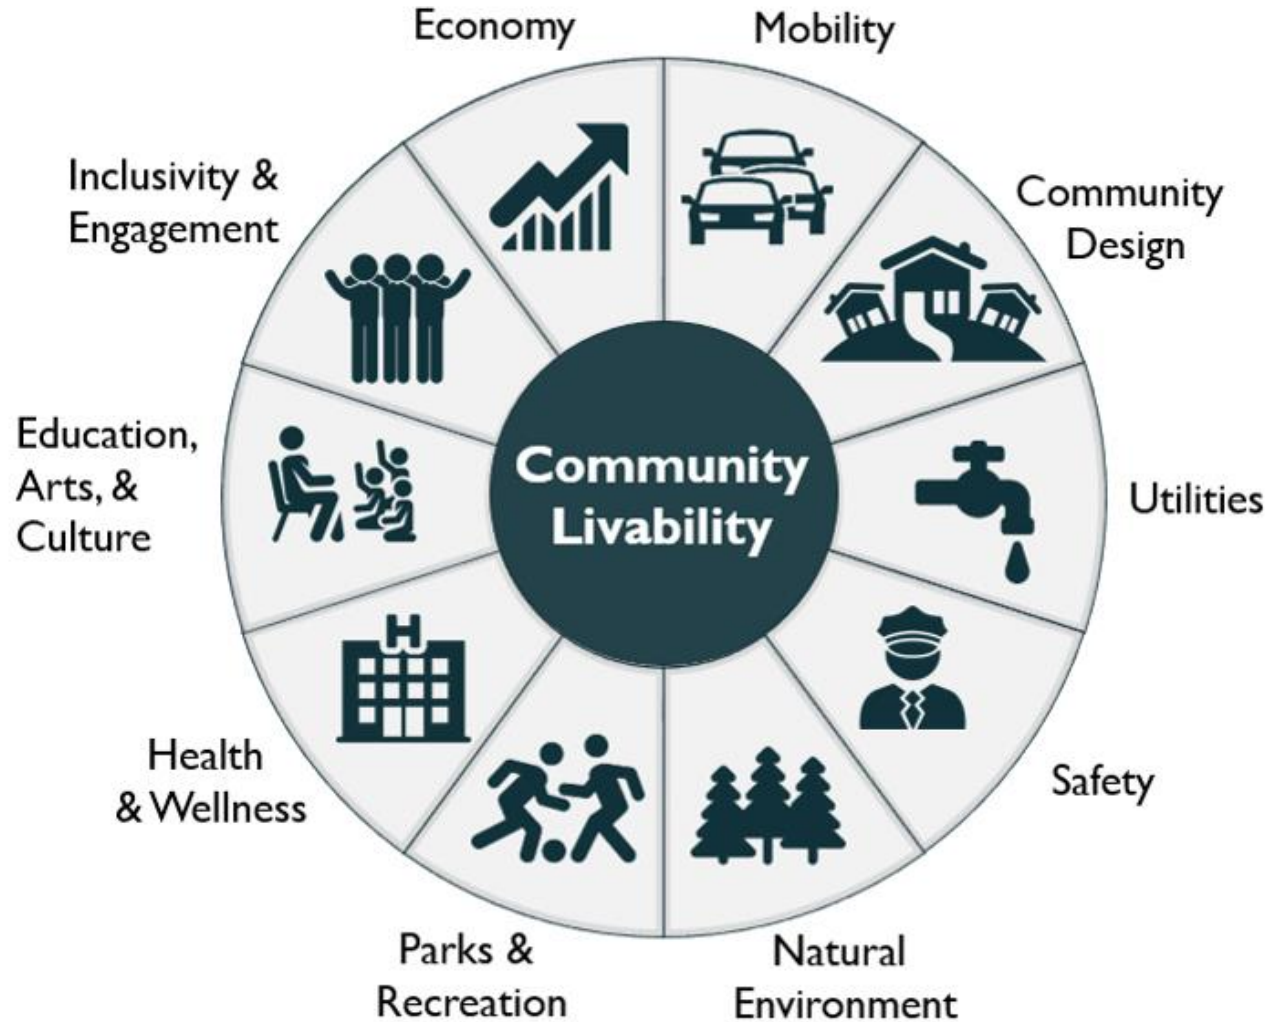 Economy
Mobility
Inclusivity &
Engagement
Community
Design
Education,
Arts, &
Culture
Community
Livability
Utilities
Health
& Wellness
Safety
Parks &
Recreation
Natural
Environment
H